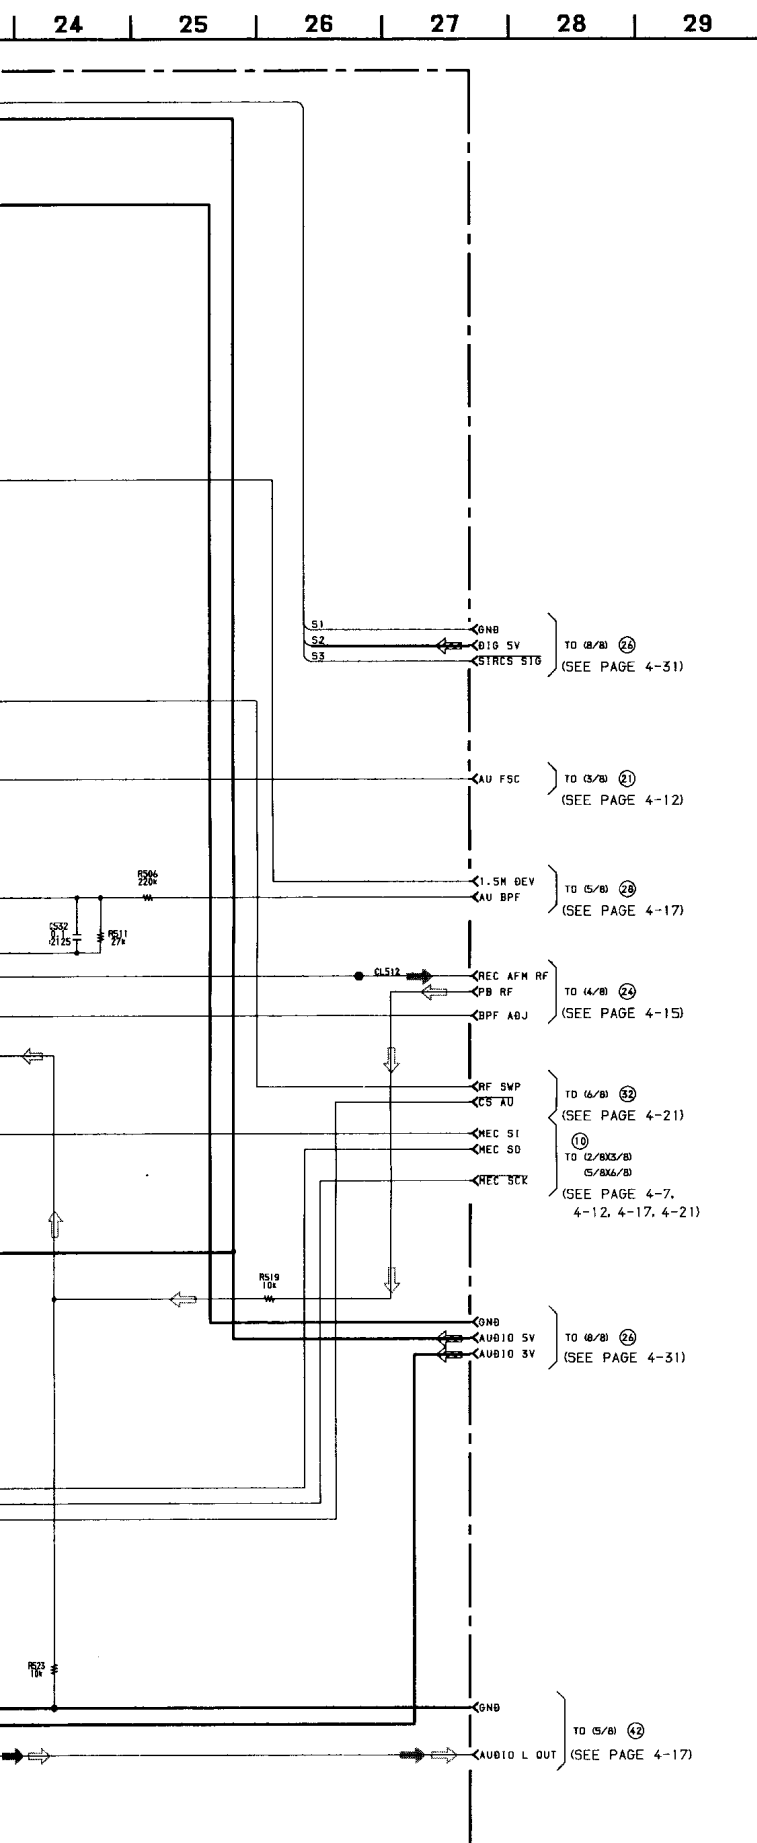 24 25 26 27 28 29
S1
GND
S2
DIG 5V
TO (8/8) 26
S3
SIRCS SIG
(SEE PAGE 4-31)
AU FSC
TO (3/8) 21
(SEE PAGE 4-12)
R506
220k
1.5M DEV
TO (5/8) 28
AU BPF
(SEE PAGE 4-17)
C532
0.1
2125
R511
27k
CL512
REC AFM RF
PB RF
TO (4/8) 24
BPF ADJ
(SEE PAGE 4-15)
RF SWP
TO (6/8) 32
CS AU
(SEE PAGE 4-21)
MEC SI
10
MEC SO
TO (2/8)(3/8)
(5/8)(6/8)
MEC SCK
(SEE PAGE 4-7,
4-12, 4-17, 4-21)
R519
10k
GND
AUDIO 5V
TO (8/8) 26
AUDIO 3V
(SEE PAGE 4-31)
R523
10k
GND
TO (5/8) 42
AUDIO L OUT
(SEE PAGE 4-17)